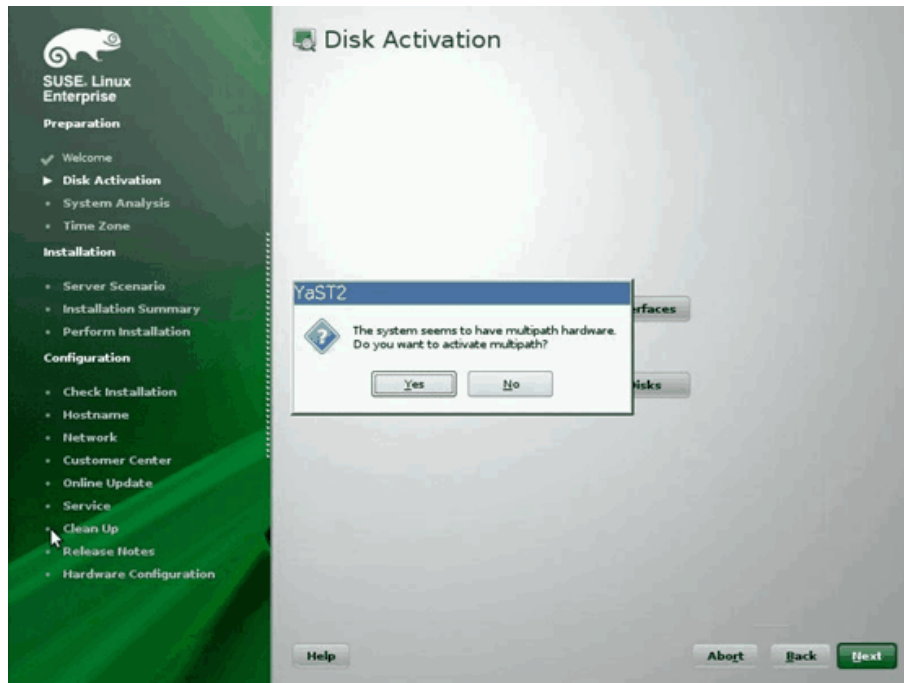 SUSE. Linux
Enterprise
Preparation
Welcome
Disk Activation
System Analysis
Time Zone
Installation
Server Scenario
Installation Summary
Perform Installation
Configuration
Check Installation
Hostname
Network
Customer Center
Online Update
Service
Clean Up
Release Notes
Hardware Configuration
Disk Activation
YaST2
The system seems to have multipath hardware.
Do you want to activate multipath?
Yes No
erfaces
Disks
Help Abort Back Next